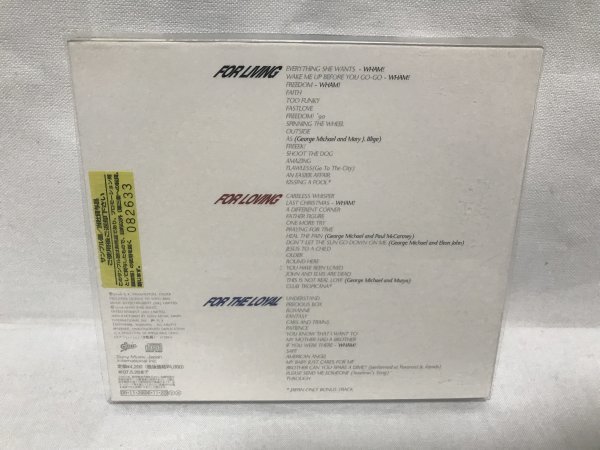 FOR LIVING
EVERYTHING SHE WANTS - WHAM!
WAKE ME UP BEFORE YOU GO-GO - WHAM!
FREEDOM - WHAM!
FAITH
TOO FUNKY
FASTLOVE
FREEDOM! '90
SPINNING THE WHEEL
OUTSIDE
AS (George Michael and Mary J. Blige)
FREEEK!
SHOOT THE DOG
AMAZING
FLAWLESS (Go To The City)
AN EASIER AFFAIR
KISSING A FOOL*
FOR LOVING
CARELESS WHISPER
LAST CHRISTMAS - WHAM!
A DIFFERENT CORNER
FATHER FIGURE
ONE MORE TRY
PRAYING FOR TIME
HEAL THE PAIN (George Michael and Paul McCartney)
DON'T LET THE SUN GO DOWN ON ME (George Michael and Elton John)
JESUS TO A CHILD
OLDER
ROUND HERE
YOU HAVE BEEN LOVED
JOHN AND ELVIS ARE DEAD
THIS IS NOT REAL LOVE (George Michael and Mutya)
CLUB TROPICANA*
FOR THE LOYAL
UNDERSTAND
PRECIOUS BOX
ROXANNE
FANTASY
CARS AND TRAINS
PATIENCE
YOU KNOW THAT I WANT TO
MY MOTHER HAD A BROTHER
IF YOU WERE THERE - WHAM!
SAFE
AMERICAN ANGEL
MY BABY JUST CARES FOR ME
BROTHER CAN YOU SPARE A DIME? (performed at Pavarotti & friends)
PLEASE SEND ME SOMEONE (Anselmo's Song)
THROUGH
* JAPAN ONLY BONUS TRACK
082633
Epic
Sony Music Japan
International Inc.